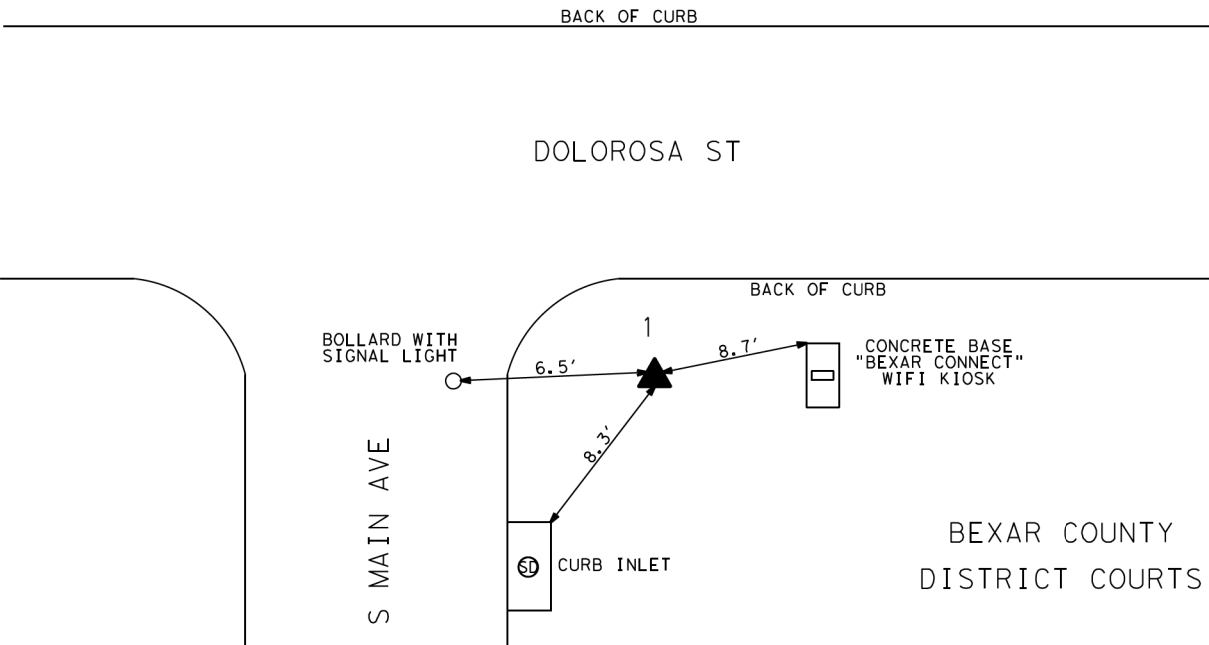 BACK OF CURB
DOLOROSA ST
BACK OF CURB
1
BOLLARD WITH
SIGNAL LIGHT
6.5'
8.7'
CONCRETE BASE
"BEXAR CONNECT"
WIFI KIOSK
8.3'
S MAIN AVE
SD
CURB INLET
BEXAR COUNTY
DISTRICT COURTS